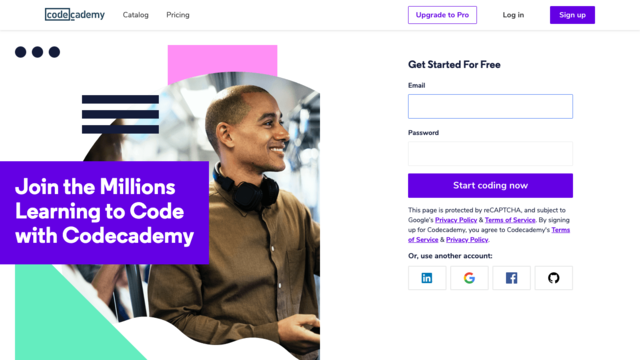 codecademy
Catalog
Pricing
Upgrade to Pro
Log in
Sign up
Join the Millions
Learning to Code
with Codecademy
Get Started For Free
Email
Password
Start coding now
This page is protected by reCAPTCHA, and subject to
Google's Privacy Policy & Terms of Service. By signing
up for Codecademy, you agree to Codecademy's Terms
of Service & Privacy Policy.
Or, use another account: